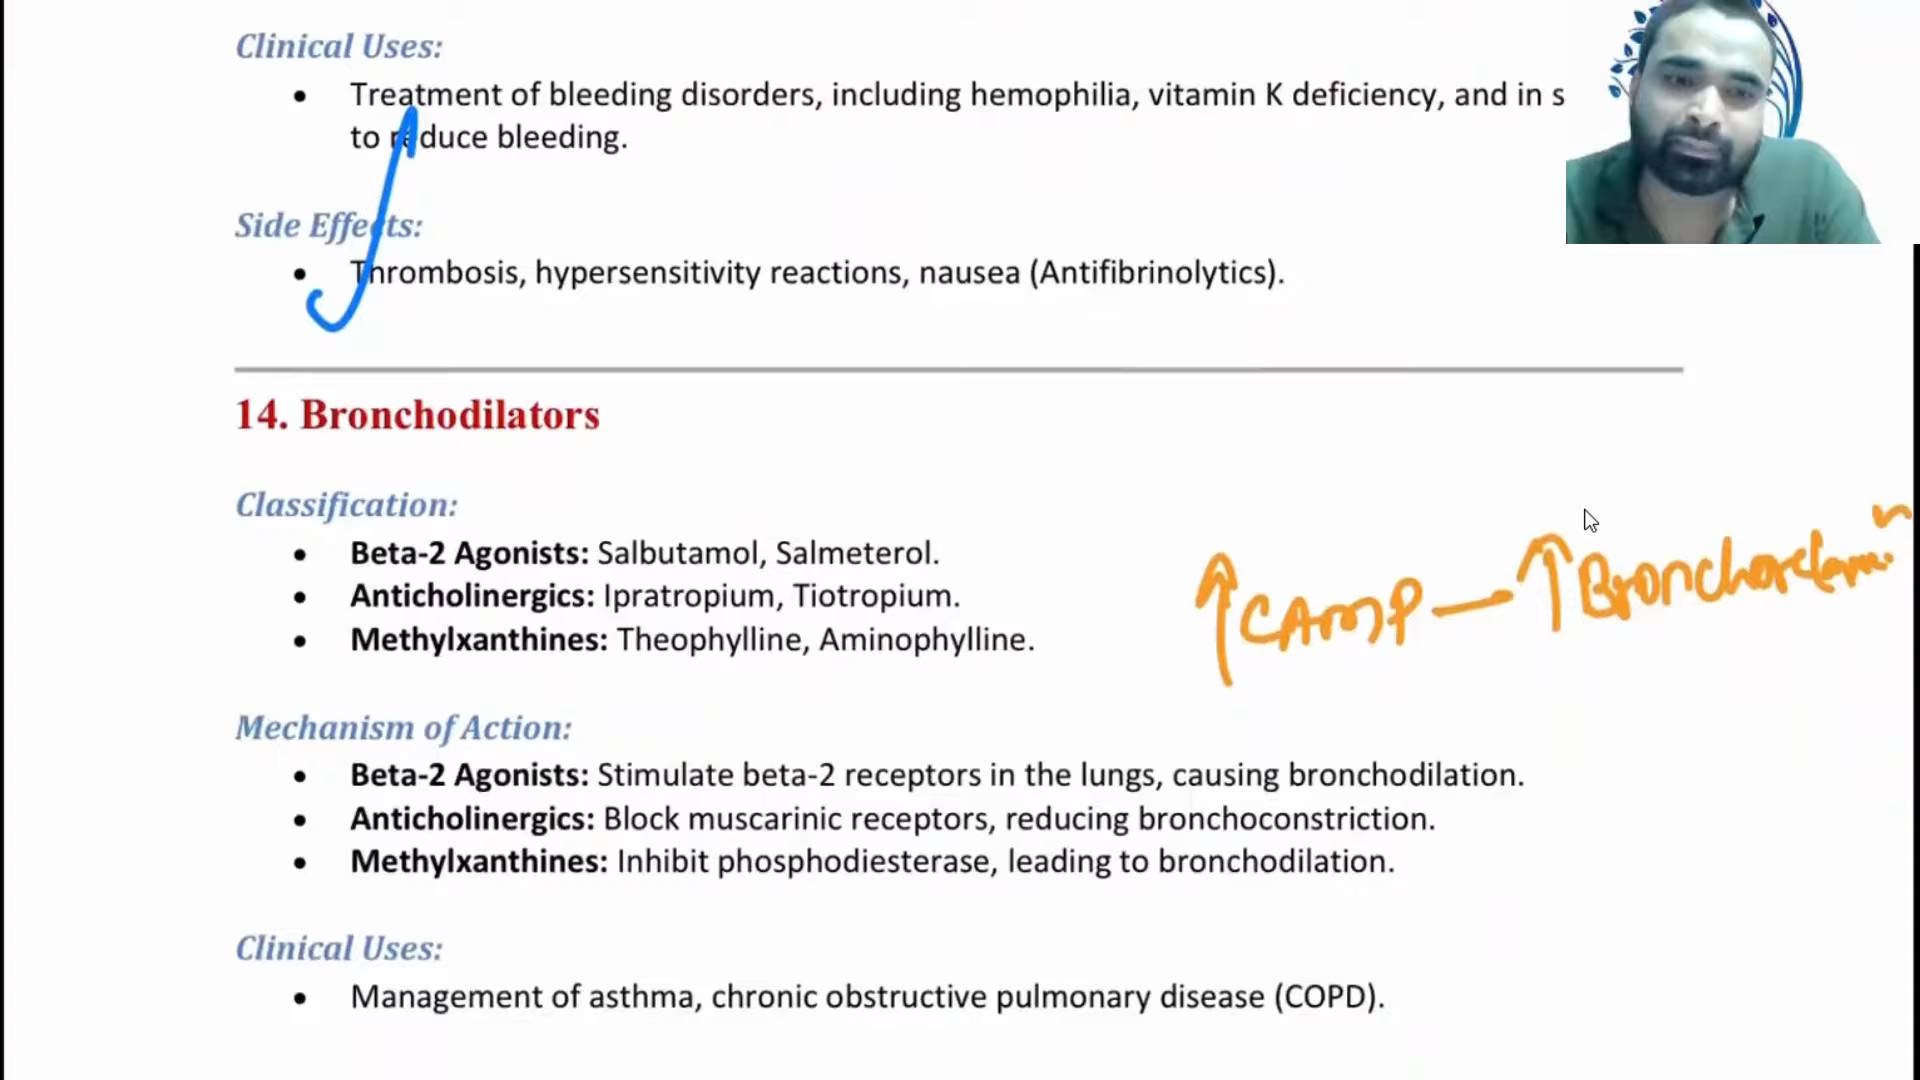 Clinical Uses:
• Treatment of bleeding disorders, including hemophilia, vitamin K deficiency, and in s
to reduce bleeding.
Side Effects:
• Thrombosis, hypersensitivity reactions, nausea (Antifibrinolytics).
14. Bronchodilators
Classification:
• Beta-2 Agonists: Salbutamol, Salmeterol.
• Anticholinergics: Ipratropium, Tiotropium.
• Methylxanthines: Theophylline, Aminophylline.
↑CAMP — ↑
Mechanism of Action:
• Beta-2 Agonists: Stimulate beta-2 receptors in the lungs, causing bronchodilation.
• Anticholinergics: Block muscarinic receptors, reducing bronchoconstriction.
• Methylxanthines: Inhibit phosphodiesterase, leading to bronchodilation.
Clinical Uses:
• Management of asthma, chronic obstructive pulmonary disease (COPD).